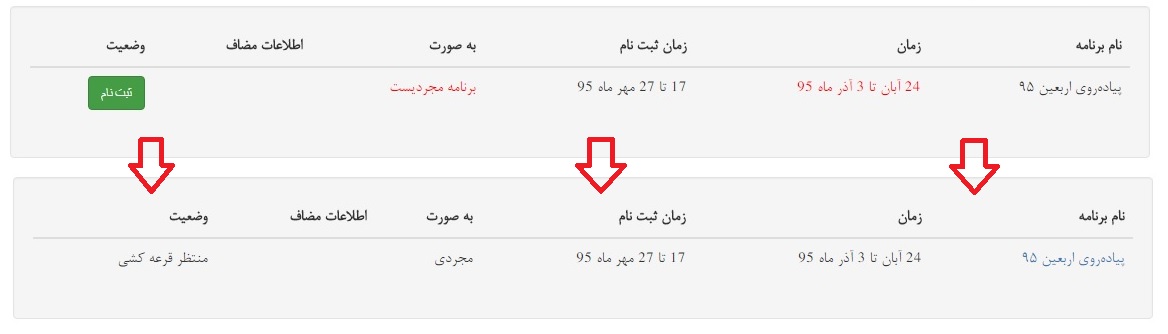 نام برنامه زمان زمان ثبت نام به صورت اطلاعات مضاف وضعیت
پیاده‌روی اربعین ۹۵ 24 آبان تا 3 آذر ماه 95 17 تا 27 مهر ماه 95 برنامه مجردیست ثبت نام
نام برنامه زمان زمان ثبت نام به صورت اطلاعات مضاف وضعیت
پیاده‌روی اربعین ۹۵ 24 آبان تا 3 آذر ماه 95 17 تا 27 مهر ماه 95 مجردی منتظر قرعه کشی